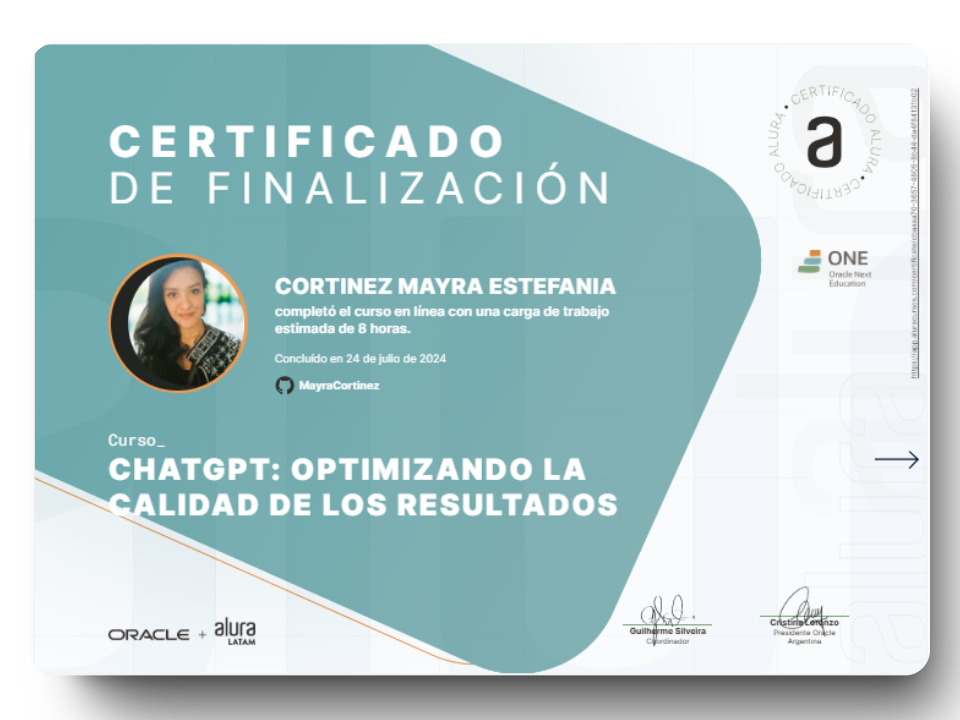 CERTIFICADO
DE FINALIZACIÓN
CERTIFICADO ALURA • CERTIFICADO ALURA •
a
ONE
Oracle Next
Education
CORTINEZ MAYRA ESTEFANIA
completó el curso en línea con una carga de trabajo
estimada de 8 horas.
Concluído en 24 de julio de 2024
MayraCortinez
Curso_
CHATGPT: OPTIMIZANDO LA
CALIDAD DE LOS RESULTADOS
alura
ORACLE + alura
LATAM
Guilherme Silveira
Coordinador
Cristina Lorenzo
Presidente Oracle
Argentina